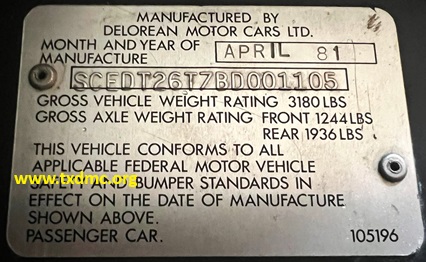 MANUFACTURED BY
DELOREAN MOTOR CARS LTD.
MONTH AND YEAR OF
MANUFACTURE APRIL 81
SCEDT26T7BD001105
GROSS VEHICLE WEIGHT RATING 3180 LBS
GROSS AXLE WEIGHT RATING FRONT 1244 LBS
REAR 1936 LBS
THIS VEHICLE CONFORMS TO ALL
APPLICABLE FEDERAL MOTOR VEHICLE
www.txdmc.org
SAFETY AND BUMPER STANDARDS IN
EFFECT ON THE DATE OF MANUFACTURE
SHOWN ABOVE.
PASSENGER CAR. 105196